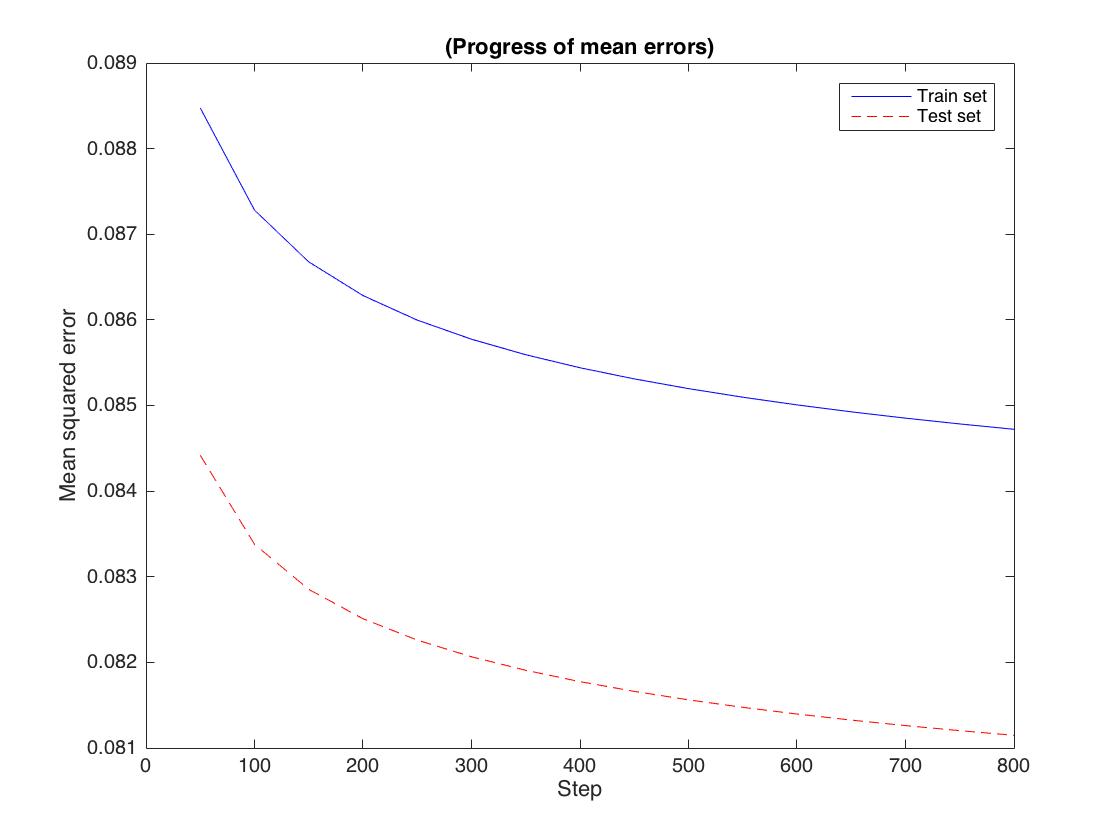 (Progress of mean errors)
0.089
0.088
0.087
0.086
0.085
0.084
0.083
0.082
0.081
Mean squared error
Train set
Test set
0 100 200 300 400 500 600 700 800
Step